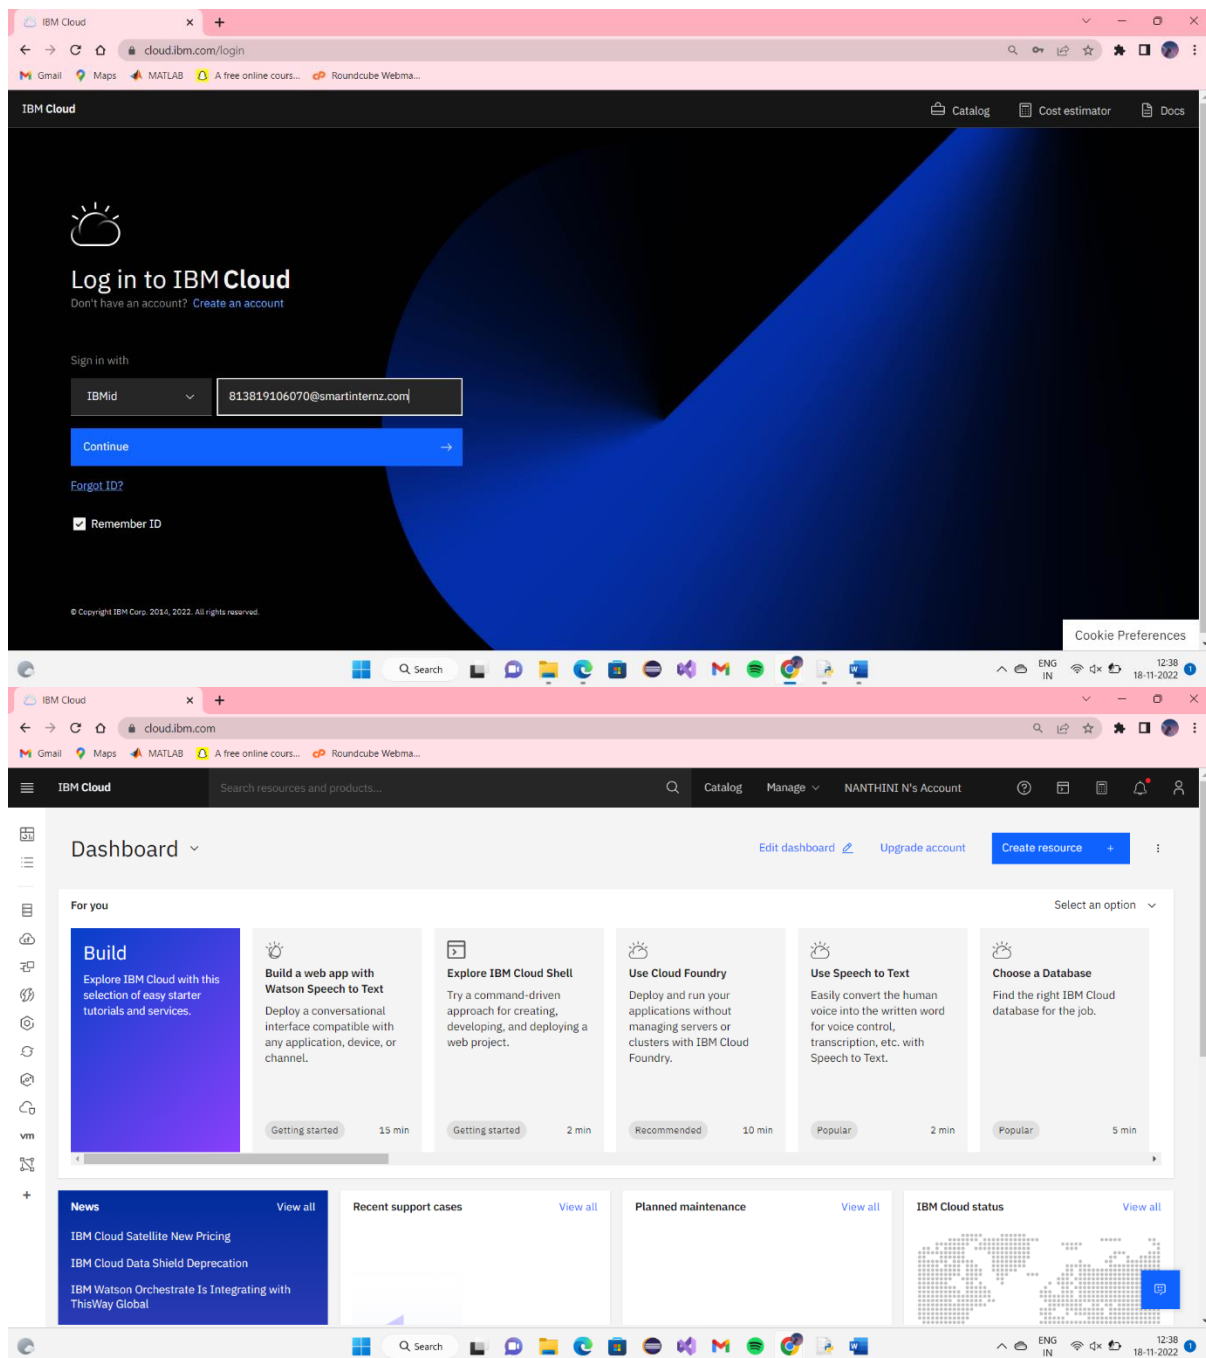 IBM Cloud
cloud.ibm.com/login
Gmail Maps MATLAB A free online cours... Roundcube Webma...
IBM Cloud Catalog Cost estimator Docs
Log in to IBM Cloud
Don't have an account? Create an account
Sign in with
IBMid 813819106070@smartinternz.com
Continue
Forgot ID?
Remember ID
© Copyright IBM Corp. 2014, 2022. All rights reserved.
Cookie Preferences
Search ENG 12:38
IN 18-11-2022 1
IBM Cloud
cloud.ibm.com
Gmail Maps MATLAB A free online cours... Roundcube Webma...
IBM Cloud Search resources and products... Catalog Manage NANTHINI N's Account
Dashboard Edit dashboard Upgrade account Create resource +
For you Select an option
Build
Explore IBM Cloud with this
selection of easy starter
tutorials and services.
Build a web app with
Watson Speech to Text
Deploy a conversational
interface compatible with
any application, device, or
channel.
Getting started 15 min
Explore IBM Cloud Shell
Try a command-driven
approach for creating,
developing, and deploying a
web project.
Getting started 2 min
Use Cloud Foundry
Deploy and run your
applications without
managing servers or
clusters with IBM Cloud
Foundry.
Recommended 10 min
Use Speech to Text
Easily convert the human
voice into the written word
for voice control,
transcription, etc. with
Speech to Text.
Popular 2 min
Choose a Database
Find the right IBM Cloud
database for the job.
Popular 5 min
vm
News View all
IBM Cloud Satellite New Pricing
IBM Cloud Data Shield Deprecation
IBM Watson Orchestrate Is Integrating with
ThisWay Global
Recent support cases View all
Planned maintenance View all
IBM Cloud status View all
Search ENG 12:38
IN 18-11-2022 1